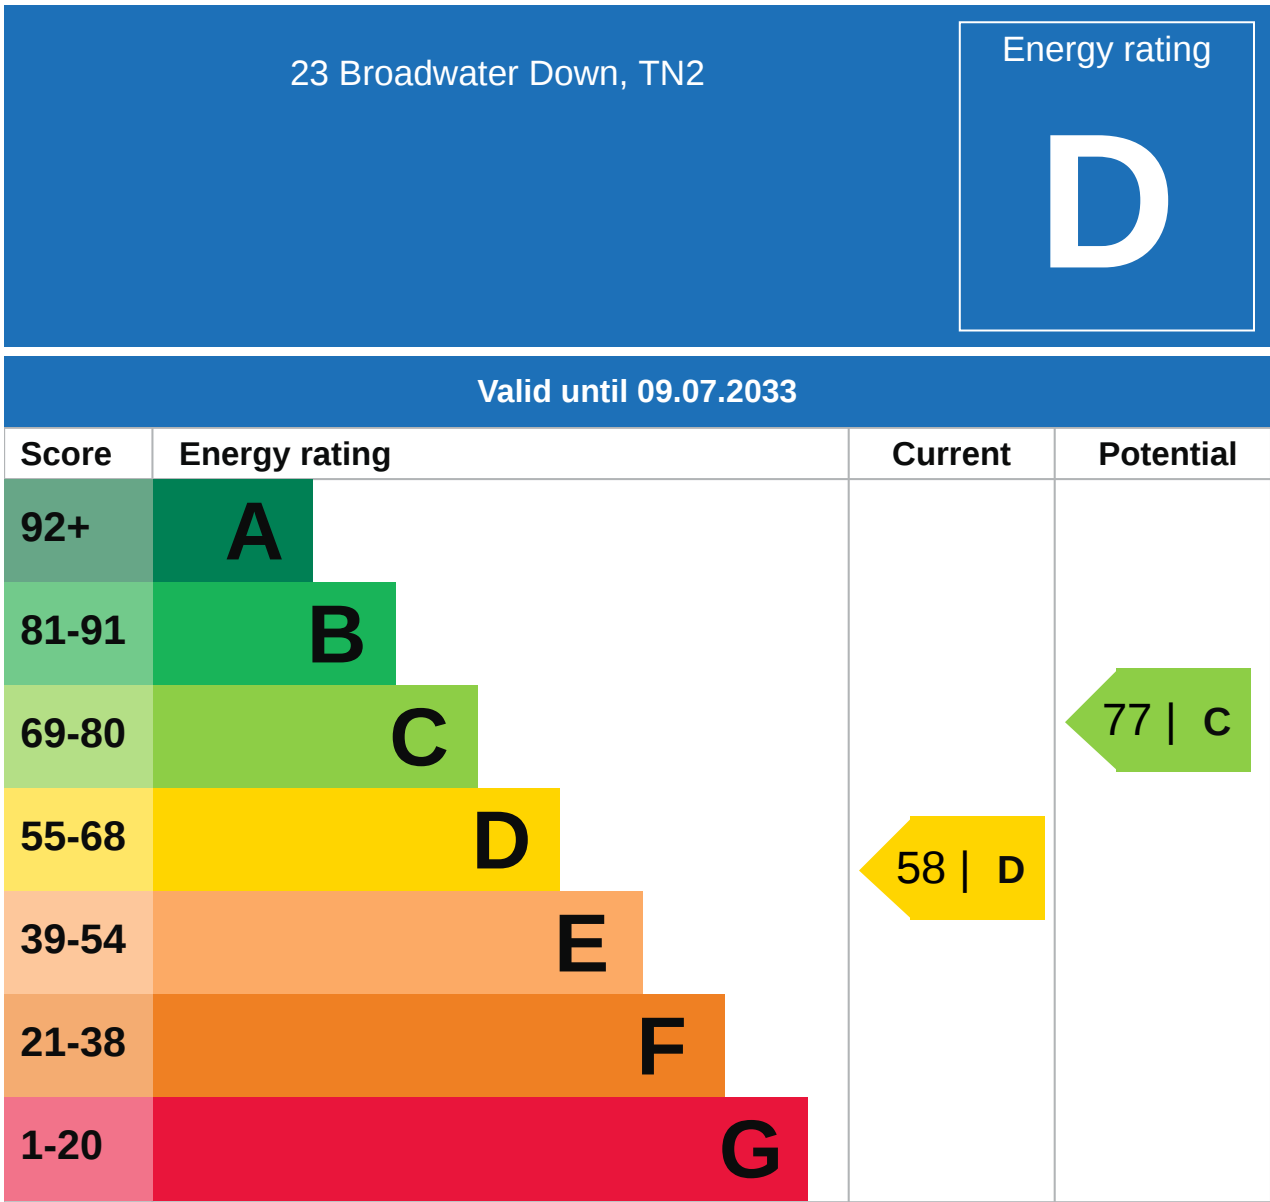 23 Broadwater Down, TN2
Energy rating
D
Valid until 09.07.2033
Score Energy rating Current Potential
92+ A
81-91 B
69-80 C
77 | C
55-68 D
58 | D
39-54 E
21-38 F
1-20 G